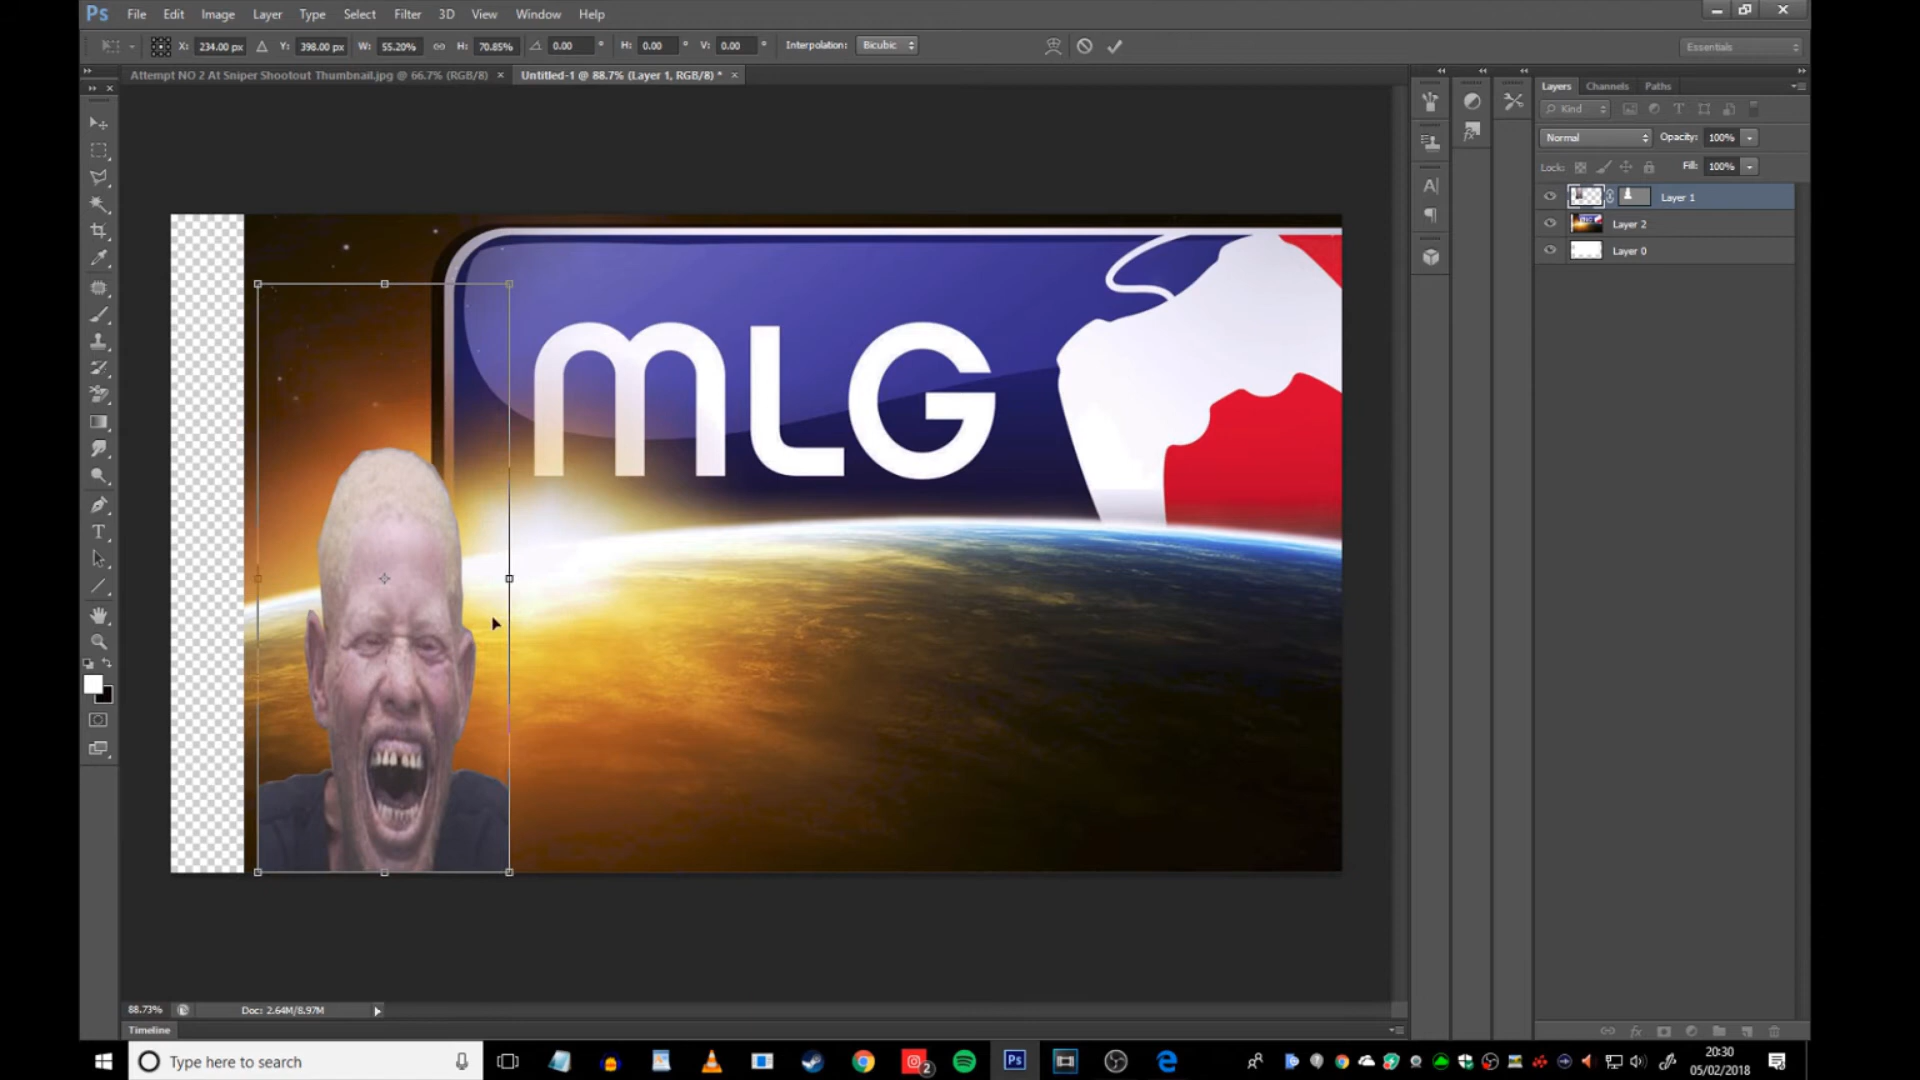 Ps File Edit Image Layer Type Select Filter 3D View Window Help
X: 234.00 px Y: 398.00 px W: 55.20% H: 70.85% 0.00 ° H: 0.00 ° V: 0.00 ° Interpolation: Bicubic Essentials
Attempt NO 2 At Sniper Shootout Thumbnail.jpg @ 66.7% (RGB/8) × Untitled-1 @ 88.7% (Layer 1, RGB/8) * ×
Layers Channels Paths
Kind
Normal Opacity: 100%
Lock: Fill: 100%
Layer 1
Layer 2
Layer 0
MLG
88.73% Doc: 2.64M/8.97M
Timeline
Type here to search
2
Ps
20:30
05/02/2018